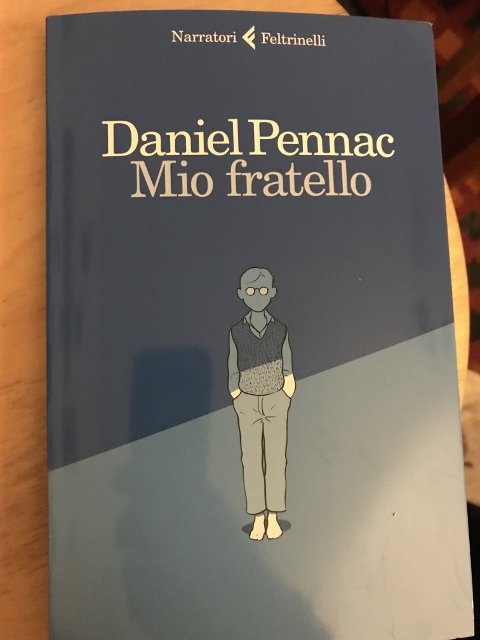 Narratori Feltrinelli
Daniel Pennac
Mio fratello